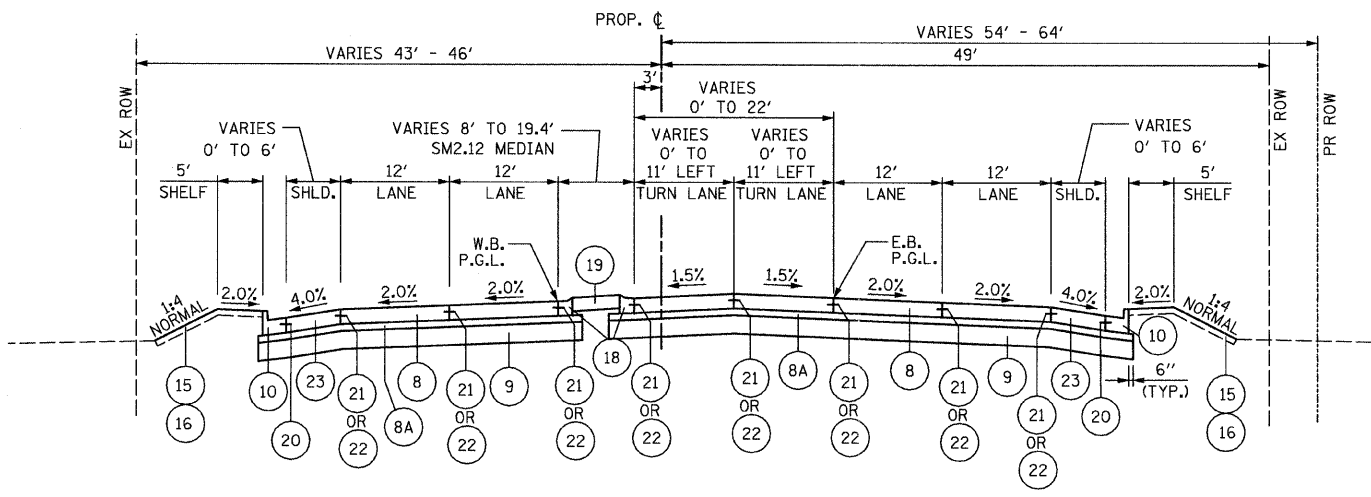 PROP. ℄
VARIES 43' - 46'
VARIES 54' - 64'
49'
3'
EX ROW
EX ROW
PR ROW
VARIES
0' TO 22'
VARIES
0' TO 6'
VARIES 8' TO 19.4'
SM2.12 MEDIAN
VARIES
0' TO
11' LEFT
TURN LANE
VARIES
0' TO
11' LEFT
TURN LANE
VARIES
0' TO 6'
5'
SHELF
SHLD.
12'
LANE
12'
LANE
12'
LANE
12'
LANE
SHLD.
5'
SHELF
W.B.
P.G.L.
E.B.
P.G.L.
19
1:4
NORMAL
2.0%
4.0%
2.0%
2.0%
1.5%
1.5%
2.0%
2.0%
4.0%
2.0%
1:4
NORMAL
15
16
10
20
23
21
OR
22
8
8A
21
OR
22
9
21
OR
22
18
21
OR
22
21
OR
22
8A
21
OR
22
8
21
OR
22
9
21
OR
22
23
20
10
6"
(TYP.)
15
16